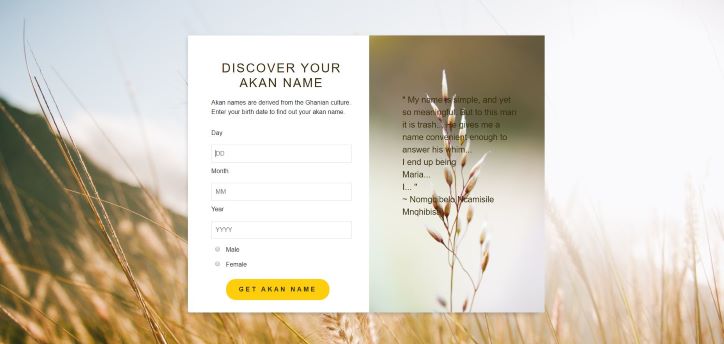 DISCOVER YOUR
AKAN NAME
Akan names are derived from the Ghanian culture.
Enter your birth date to find out your akan name.
Day
DD
Month
MM
Year
YYYY
Male
Female
GET AKAN NAME
" My name is simple, and yet
so meaningful. But to this man
it is trash... He gives me a
name convenient enough to
answer his whim...
I end up being
Maria...
I... "
~ Nomgqibelo Ncamisile